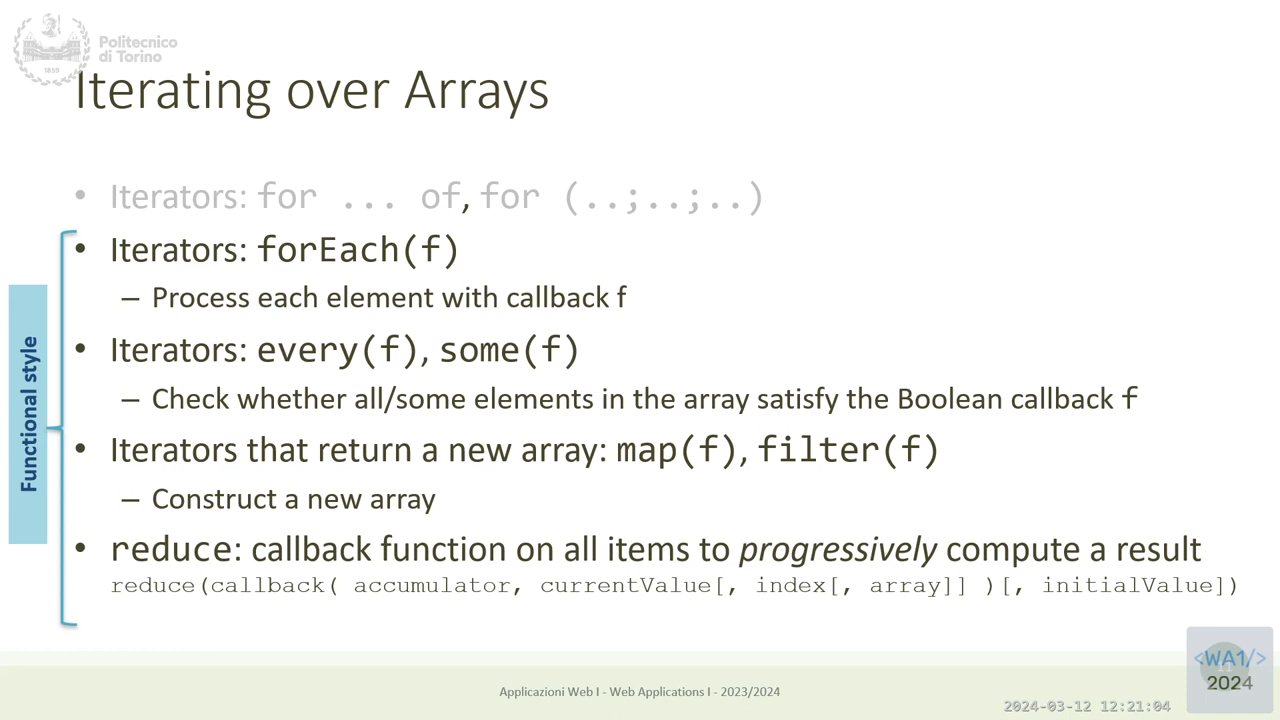 Politecnico
di Torino
1859
Iterating over Arrays
• Iterators: for ... of, for (..;..;..)
• Iterators: forEach(f)
– Process each element with callback f
• Iterators: every(f), some(f)
– Check whether all/some elements in the array satisfy the Boolean callback f
• Iterators that return a new array: map(f), filter(f)
– Construct a new array
• reduce: callback function on all items to progressively compute a result
reduce(callback( accumulator, currentValue[, index[, array]] )[, initialValue])
Functional style
Applicazioni Web I - Web Applications I - 2023/2024
<WA1/>
2024
2024-03-12 12:21:04